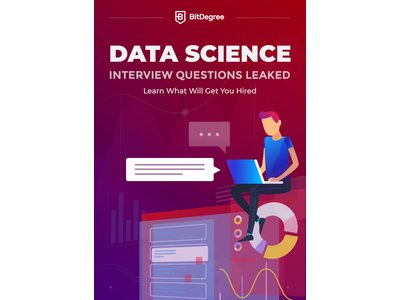 BitDegree
DATA SCIENCE
INTERVIEW QUESTIONS LEAKED
Learn What Will Get You Hired